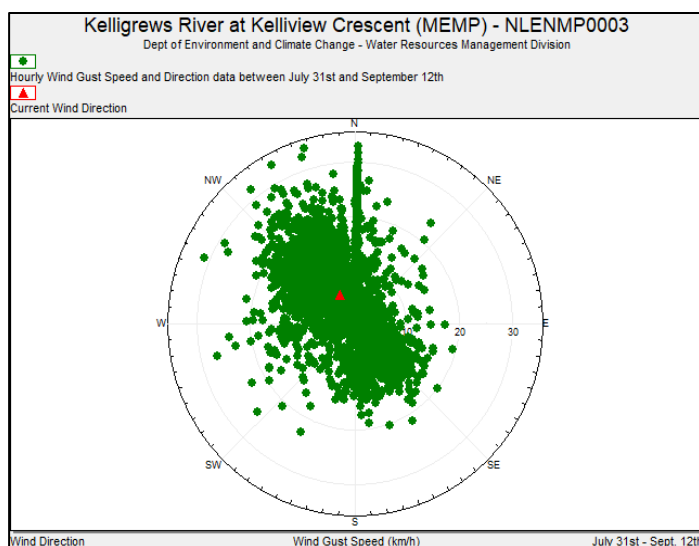 Kelligrews River at Kelliview Crescent (MEMP) - NLENMP0003
Dept of Environment and Climate Change - Water Resources Management Division
Hourly Wind Gust Speed and Direction data between July 31st and September 12th
Current Wind Direction
N
NW
NE
W
10
20
30
E
SW
SE
S
Wind Direction
Wind Gust Speed (km/h)
July 31st - Sept. 12th